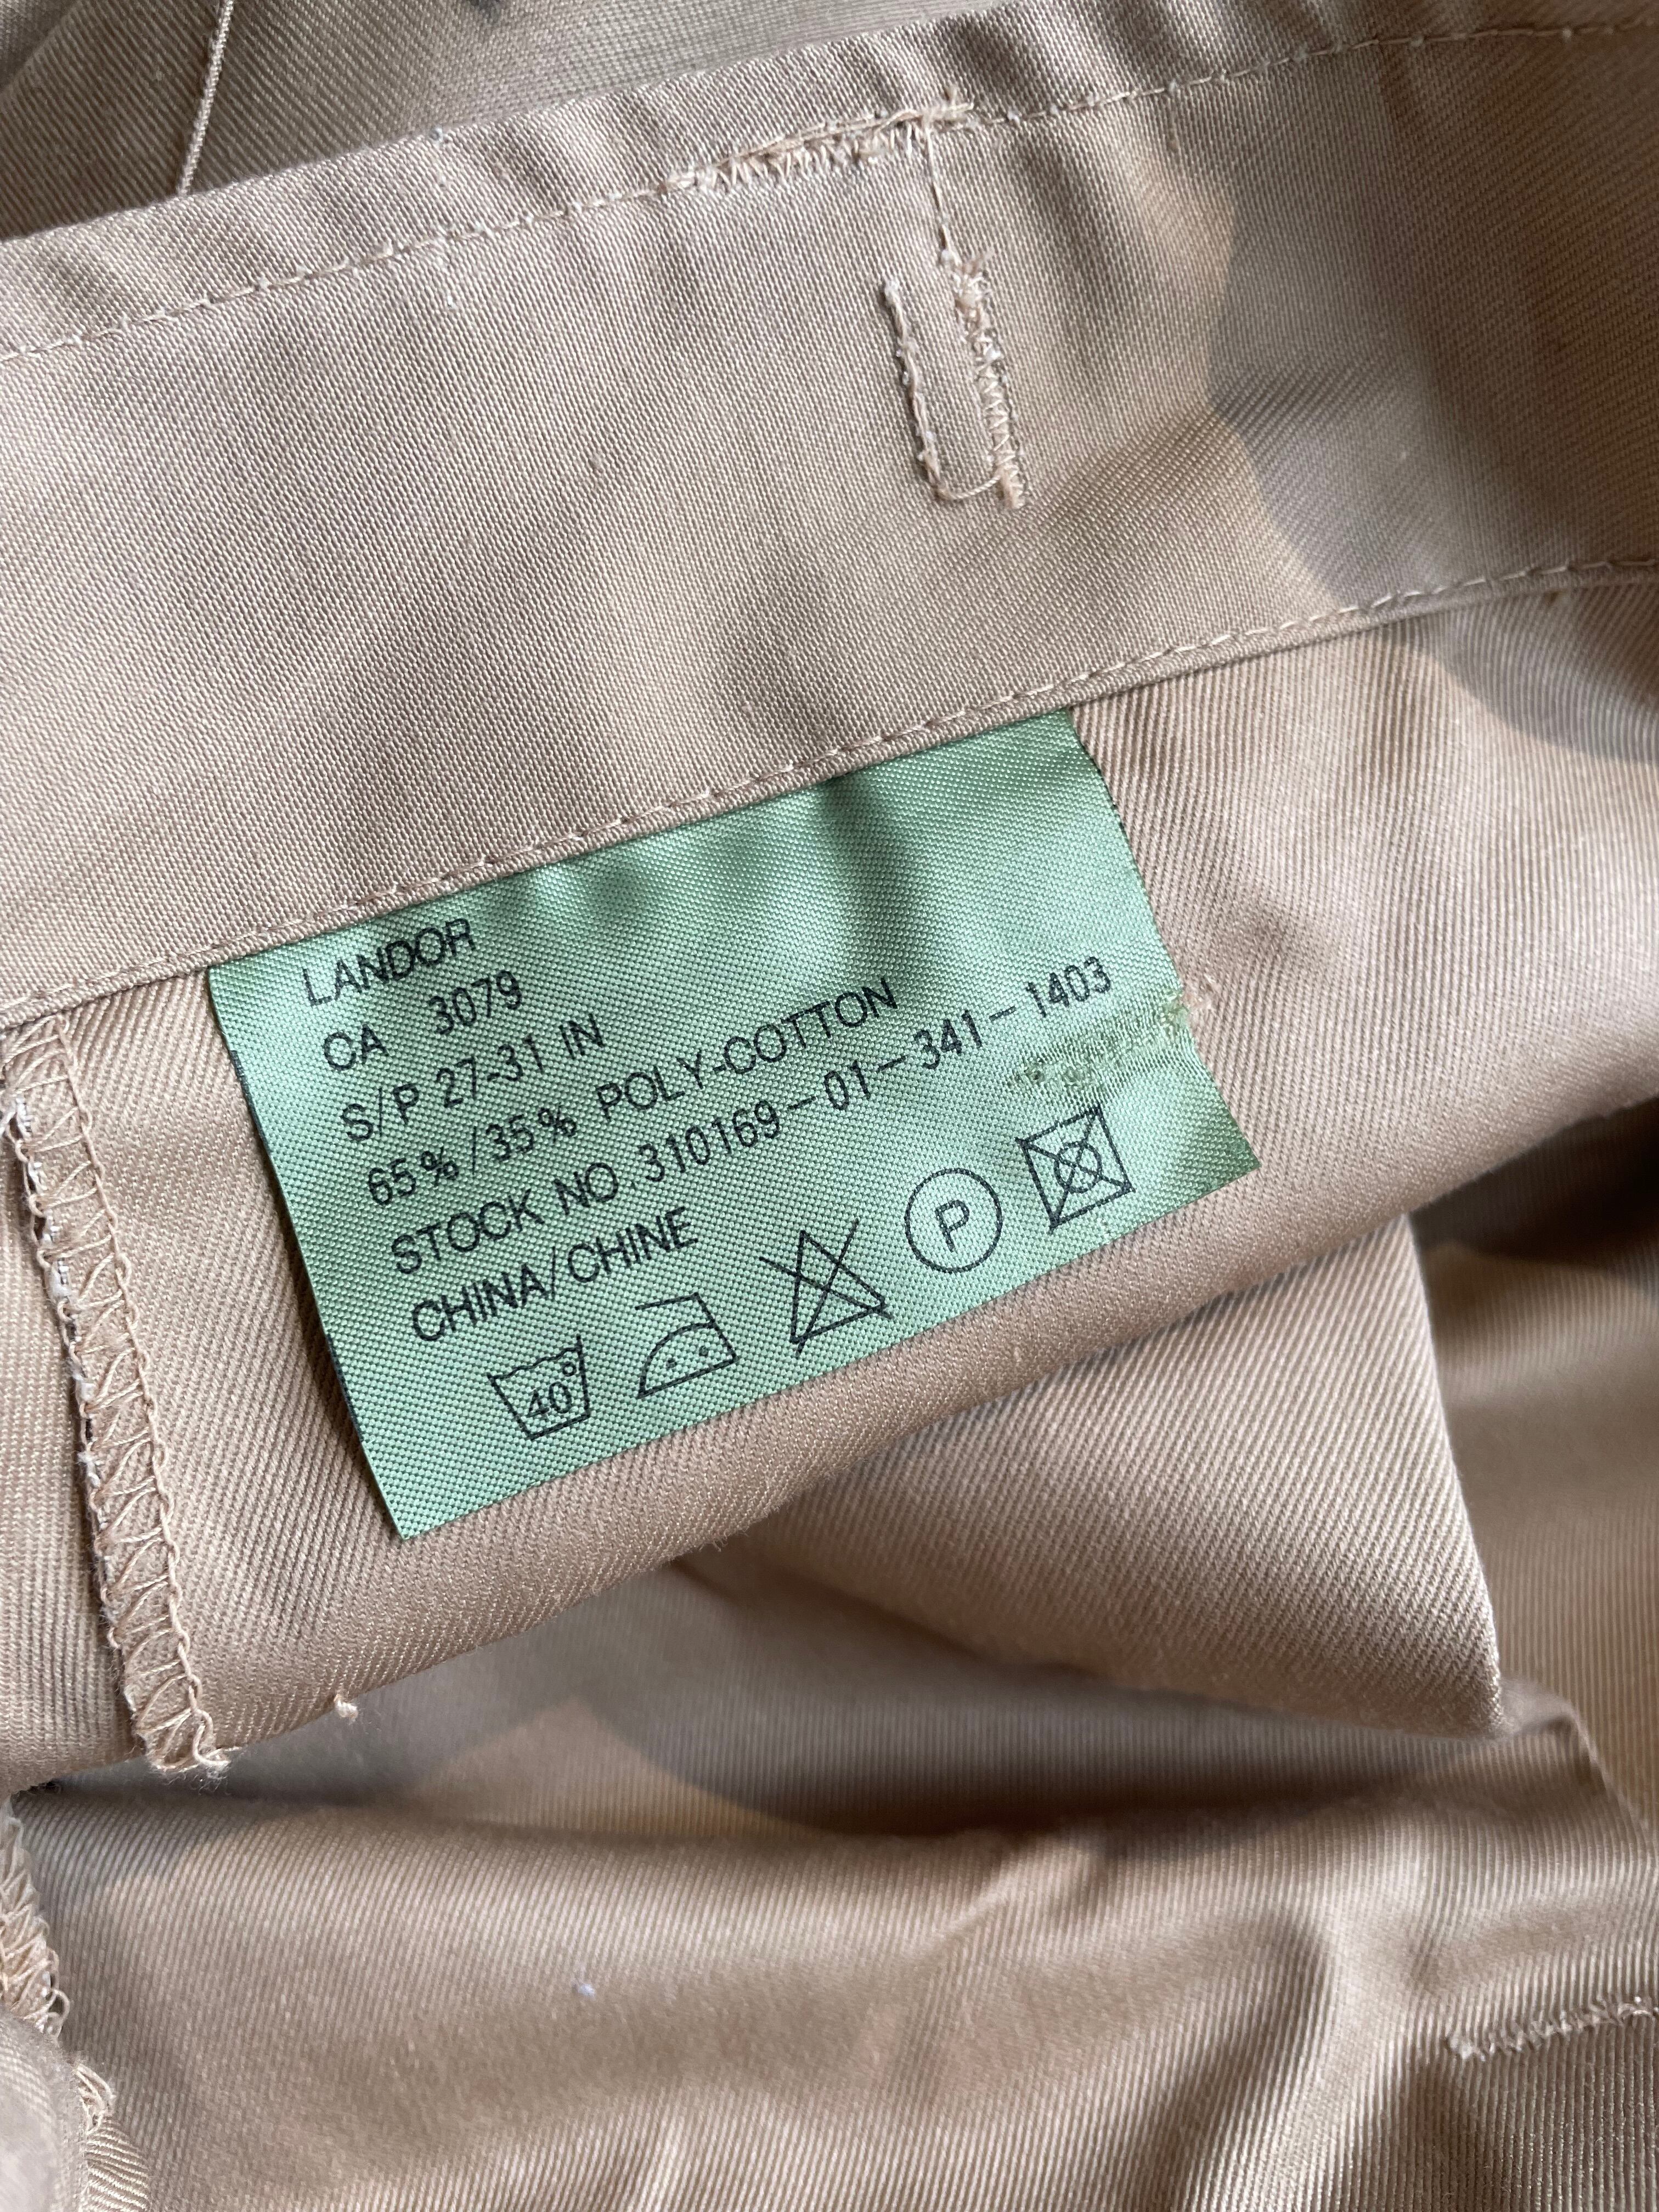 LANDOR
CA 3079
S/P 27-31 IN
65%/35% POLY-COTTON
STOCK NO.310169-01-341-1403
CHINA/CHINE
40° P